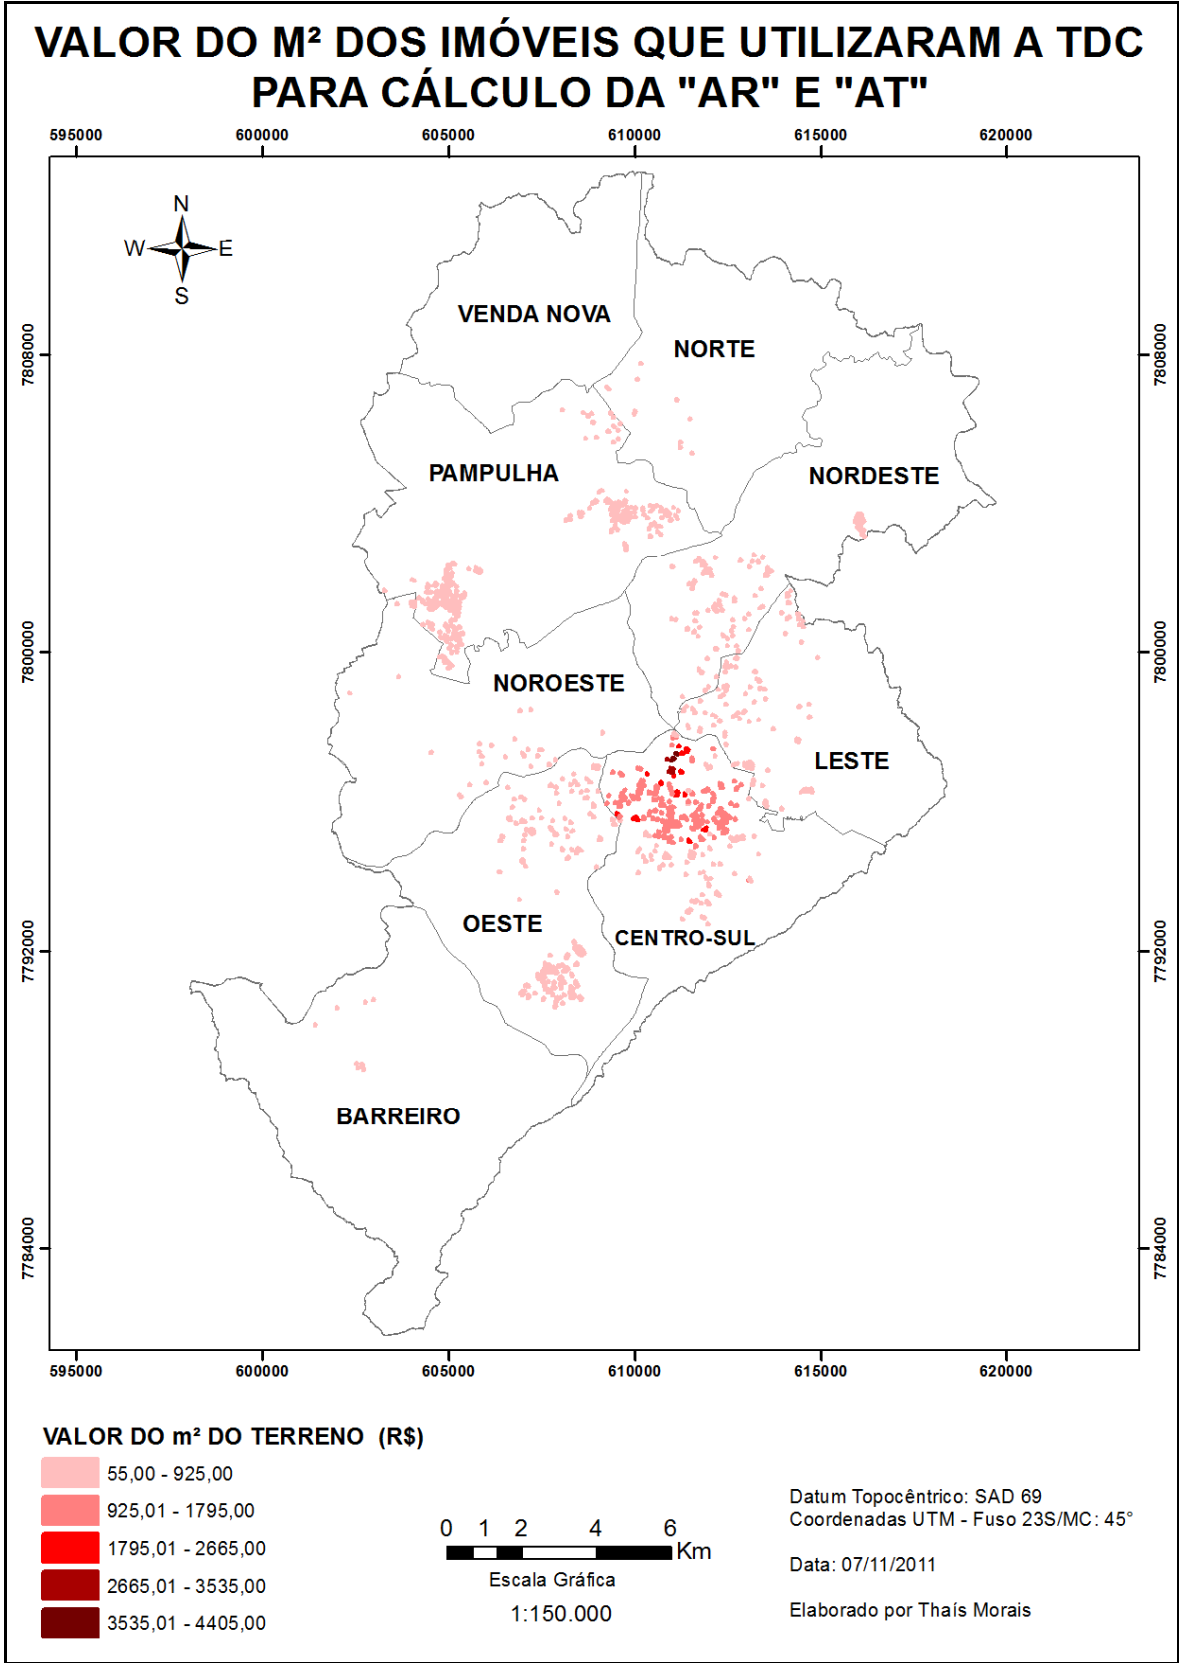 VALOR DO M² DOS IMÓVEIS QUE UTILIZARAM A TDC
PARA CÁLCULO DA "AR" E "AT"
595000 600000 605000 610000 615000 620000
N
W E
S
VENDA NOVA
NORTE
7808000 7808000
PAMPULHA
NORDESTE
7800000 7800000
NOROESTE
LESTE
OESTE
CENTRO-SUL
7792000 7792000
BARREIRO
7784000 7784000
595000 600000 605000 610000 615000 620000
VALOR DO m² DO TERRENO (R$)
55,00 - 925,00
925,01 - 1795,00
1795,01 - 2665,00
2665,01 - 3535,00
3535,01 - 4405,00
0 1 2 4 6
Km
Escala Gráfica
1:150.000
Datum Topocêntrico: SAD 69
Coordenadas UTM - Fuso 23S/MC: 45°
Data: 07/11/2011
Elaborado por Thaís Morais